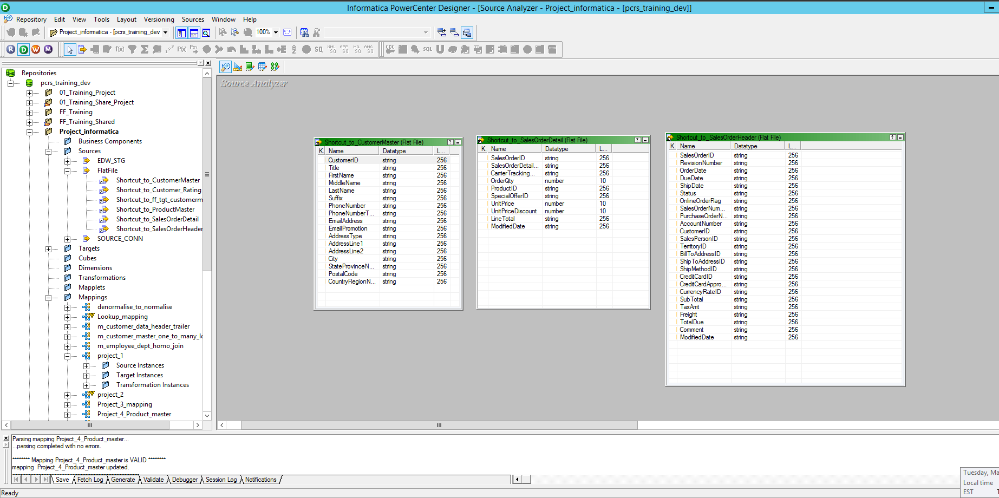 Informatica PowerCenter Designer - [Source Analyzer - Project_informatica - [pcrs_training_dev]]
Repository Edit View Tools Layout Versioning Sources Window Help
Project_informatica - [pcrs_training_dev 100%
R D W M f(x) P(x) SQ XML SQ APP SQ MQ SQ AMG SQ CDC SQL
Repositories
pcrs_training_dev
01_Training_Project
01_Training_Share_Project
FF_Training
FF_Training_Shared
Project_informatica
Business Components
Sources
EDW_STG
FlatFile
Shortcut_to_CustomerMaster
Shortcut_to_Customer_Rating
Shortcut_to_ff_tgt_customerm
Shortcut_to_ProductMaster
Shortcut_to_SalesOrderDetail
Shortcut_to_SalesOrderHeader
SOURCE_CONN
Targets
Cubes
Dimensions
Transformations
Mapplets
Mappings
denormalise_to_normalise
Lookup_mapping
m_customer_data_header_trailer
m_customer_master_one_to_many_lo
m_employee_dept_homo_join
project_1
Source Instances
Target Instances
Transformation Instances
project_2
Project_3_mapping
Project_4_Product_master
Source Analyzer
Shortcut_to_CustomerMaster (Flat File)
K. Name Datatype L...
CustomerID string 256
Title string 256
FirstName string 256
MiddleName string 256
LastName string 256
Suffix string 256
PhoneNumber string 256
PhoneNumberT... string 256
EmailAddress string 256
EmailPromotion string 256
AddressType string 256
AddressLine1 string 256
AddressLine2 string 256
City string 256
StateProvinceN... string 256
PostalCode string 256
CountryRegionN... string 256
Shortcut_to_SalesOrderDetail (Flat File)
K. Name Datatype L...
SalesOrderID string 256
SalesOrderDetail... string 256
CarrierTracking... string 256
OrderQty number 10
ProductID string 256
SpecialOfferID string 256
UnitPrice number 10
UnitPriceDiscount number 10
LineTotal string 256
ModifiedDate string 256
Shortcut_to_SalesOrderHeader (Flat File)
K. Name Datatype L...
SalesOrderID string 256
RevisionNumber string 256
OrderDate string 256
DueDate string 256
ShipDate string 256
Status string 256
OnlineOrderFlag string 256
SalesOrderNum... string 256
PurchaseOrderN... string 256
AccountNumber string 256
CustomerID string 256
SalesPersonID string 256
TerritoryID string 256
BillToAddressID string 256
ShipToAddressID string 256
ShipMethodID string 256
CreditCardID string 256
CreditCardAppro... string 256
CurrencyRateID string 256
SubTotal string 256
TaxAmt string 256
Freight string 256
TotalDue string 256
Comment string 256
ModifiedDate string 256
Parsing mapping Project_4_Product_master...
...parsing completed with no errors.
******** Mapping Project_4_Product_master is VALID ********
mapping Project_4_Product_master updated.
Save Fetch Log Generate Validate Debugger Session Log Notifications
Ready
Tuesday, Ma
Local time
EST